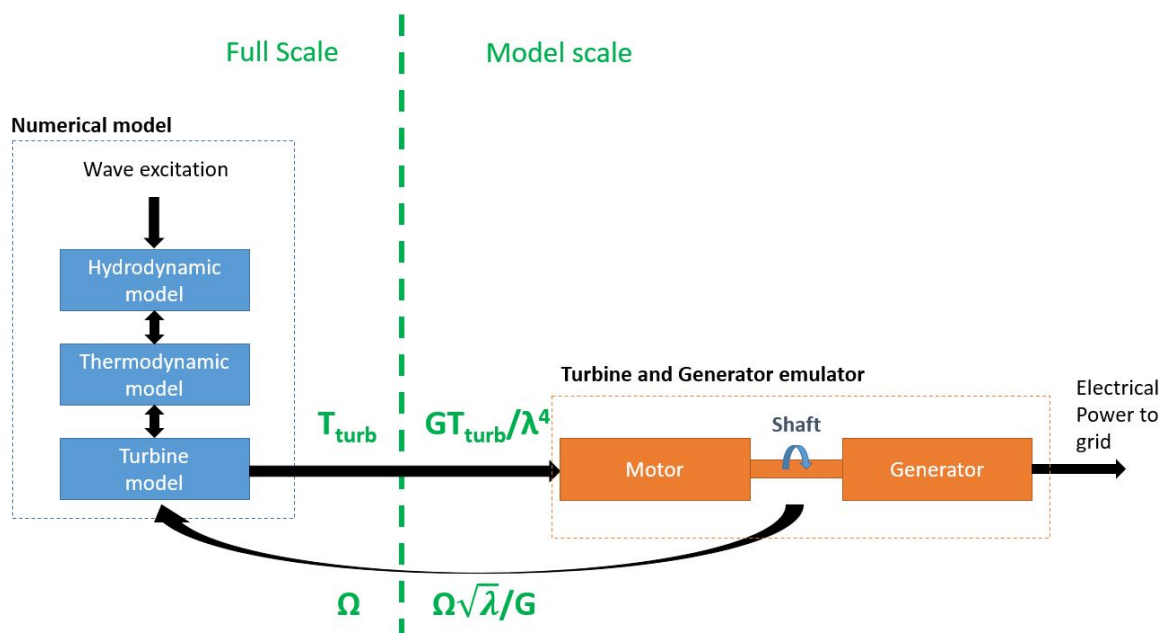 Full Scale
Model scale
Numerical model
Wave excitation
Hydrodynamic
model
Thermodynamic
model
Turbine
model
T_turb
GT_turb/λ⁴
Turbine and Generator emulator
Motor
Shaft
Generator
Electrical
Power to
grid
Ω
Ω√λ/G